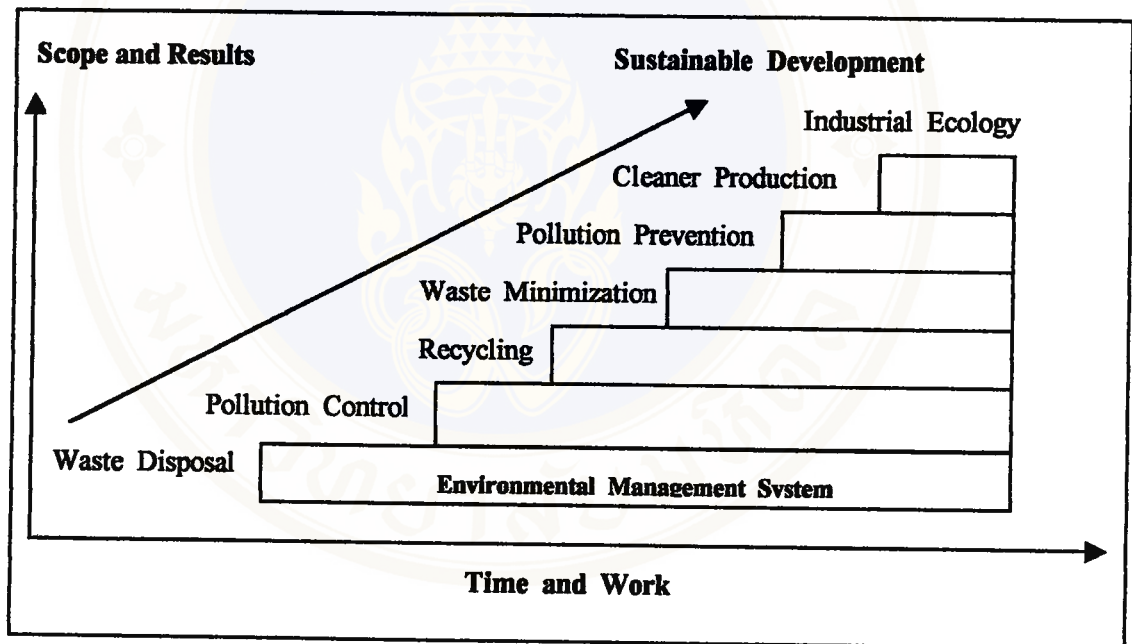 Scope and Results
Sustainable Development
Industrial Ecology
Cleaner Production
Pollution Prevention
Waste Minimization
Recycling
Pollution Control
Waste Disposal
Environmental Management System
Time and Work